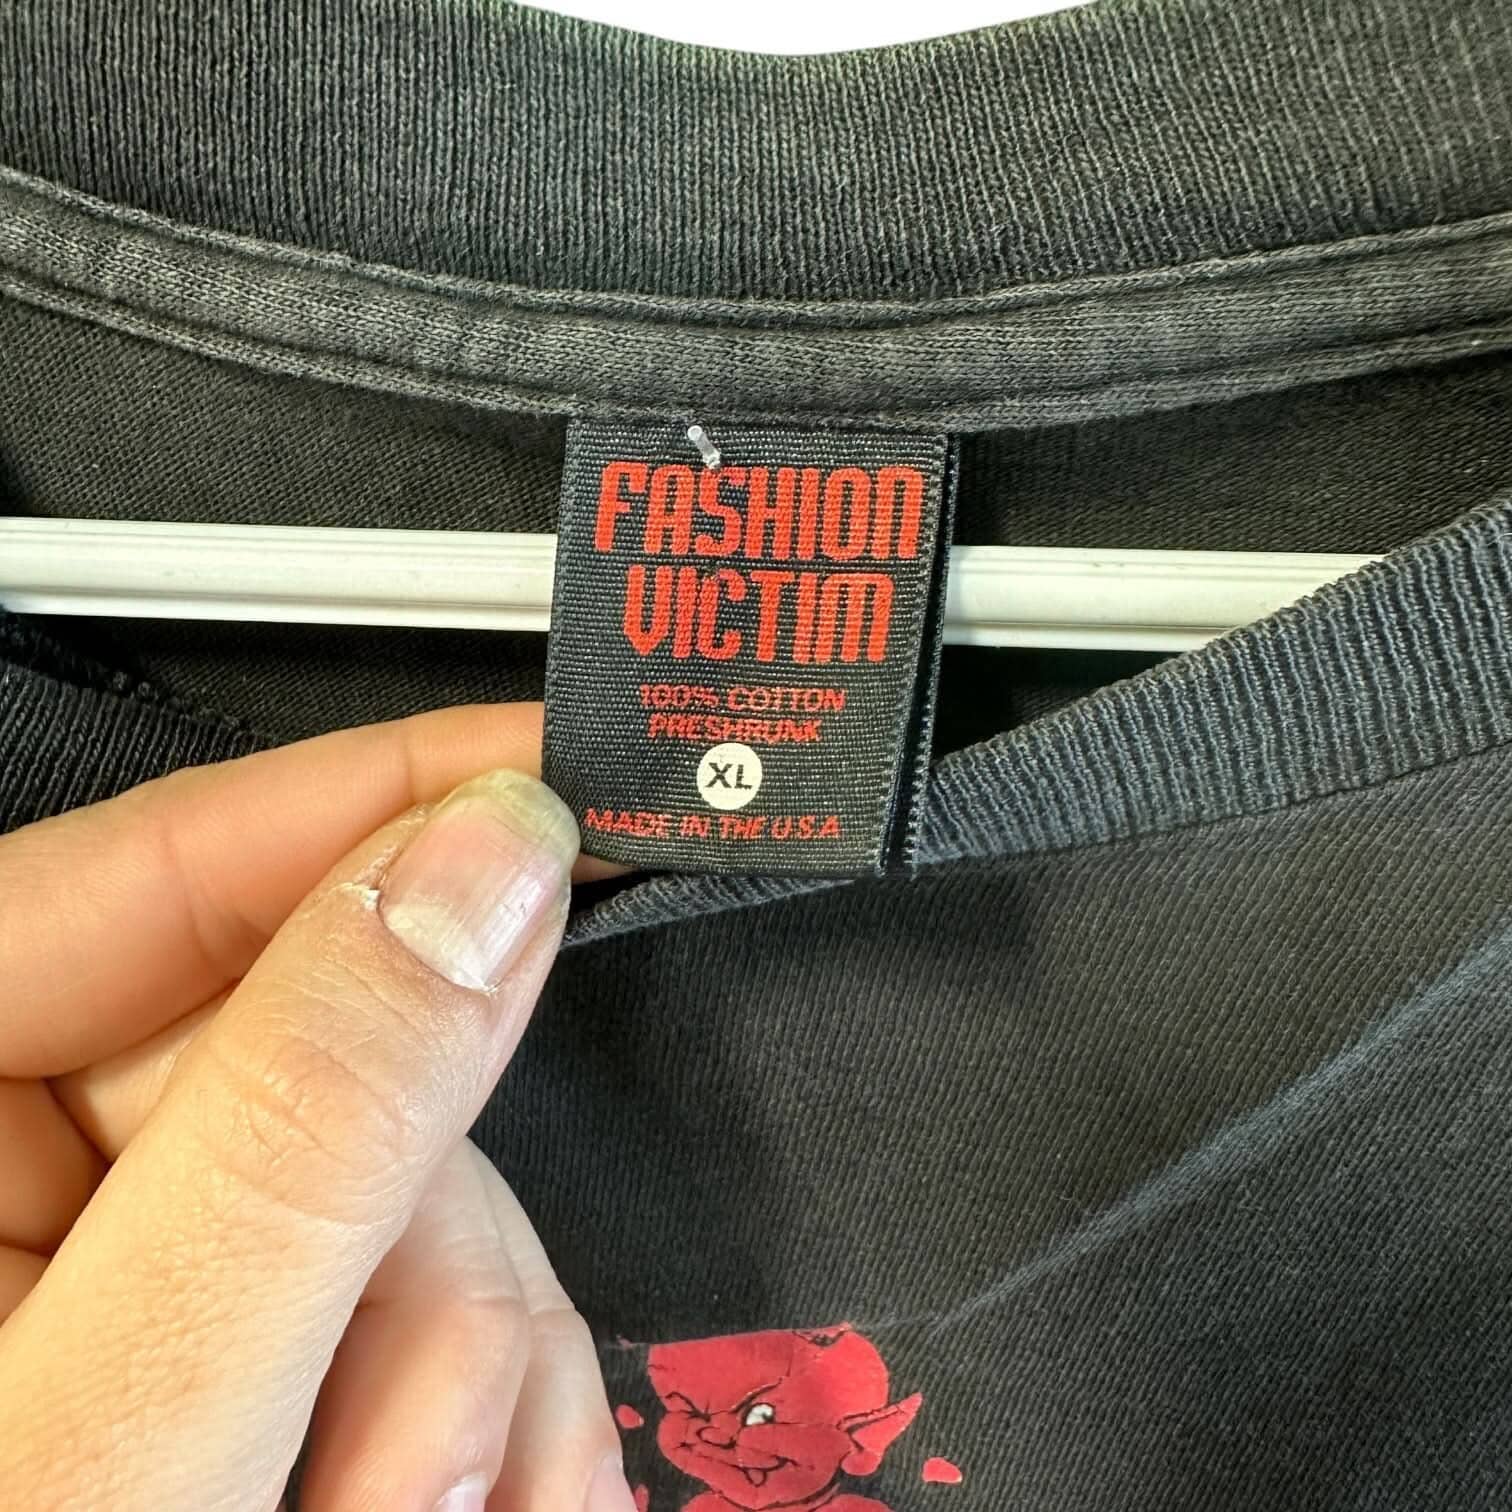 FASHION
VICTIM
100% COTTON
PRESHRUNK
XL
MADE IN THE U.S.A